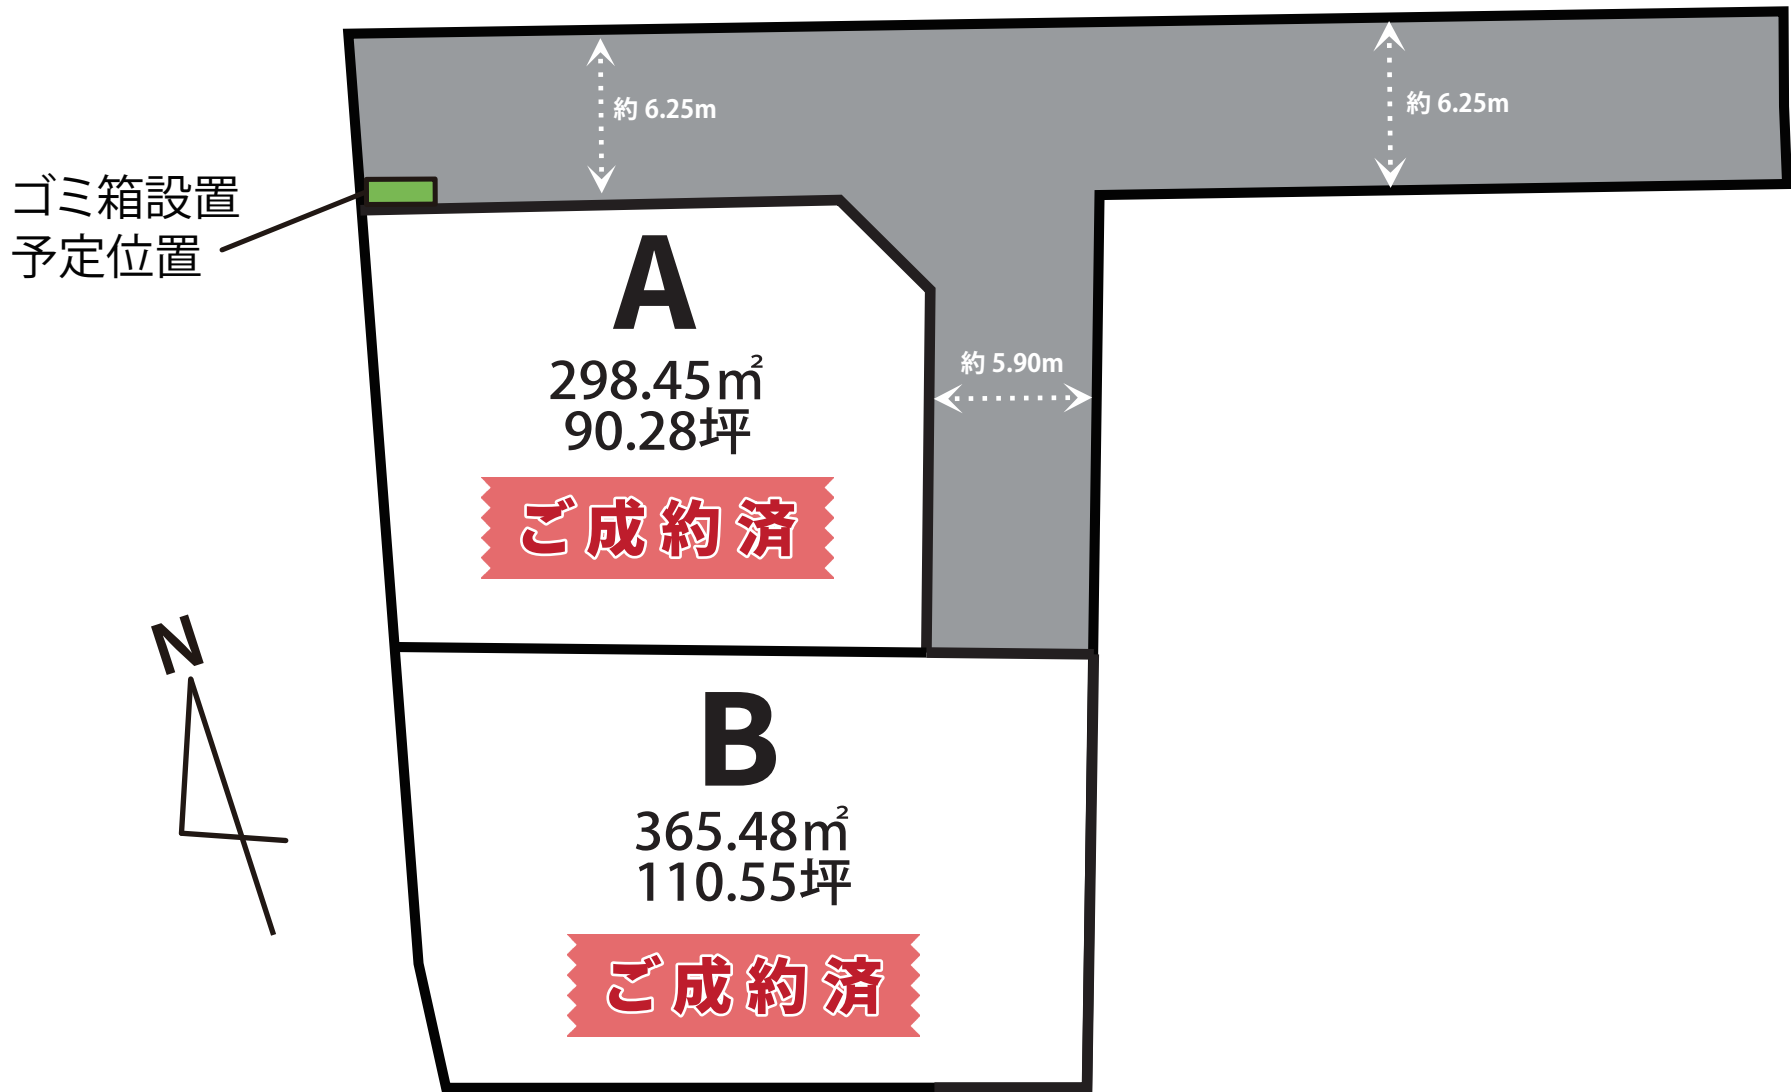 約 6.25m
約 6.25m
ゴミ箱設置
予定位置
A
298.45㎡
90.28坪
ご成約済
約 5.90m
N
B
365.48㎡
110.55坪
ご成約済